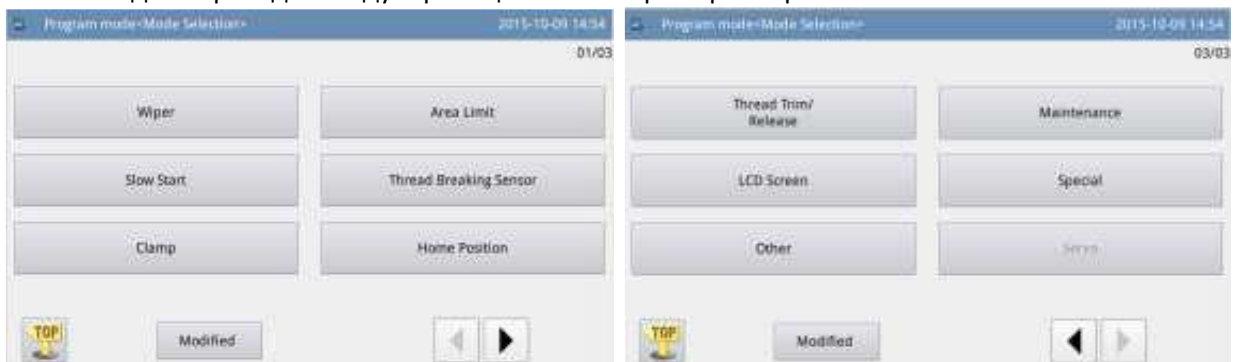 Program mode<Mode Selection> 2015-10-09 14:54
01/03
Wiper Area Limit
Slow Start Thread Breaking Sensor
Clamp Home Position
TOP Modified
Program mode<Mode Selection> 2015-10-09 14:54
03/03
Thread Trim/
Release
Maintenance
LCD Screen Special
Other Servo
TOP Modified